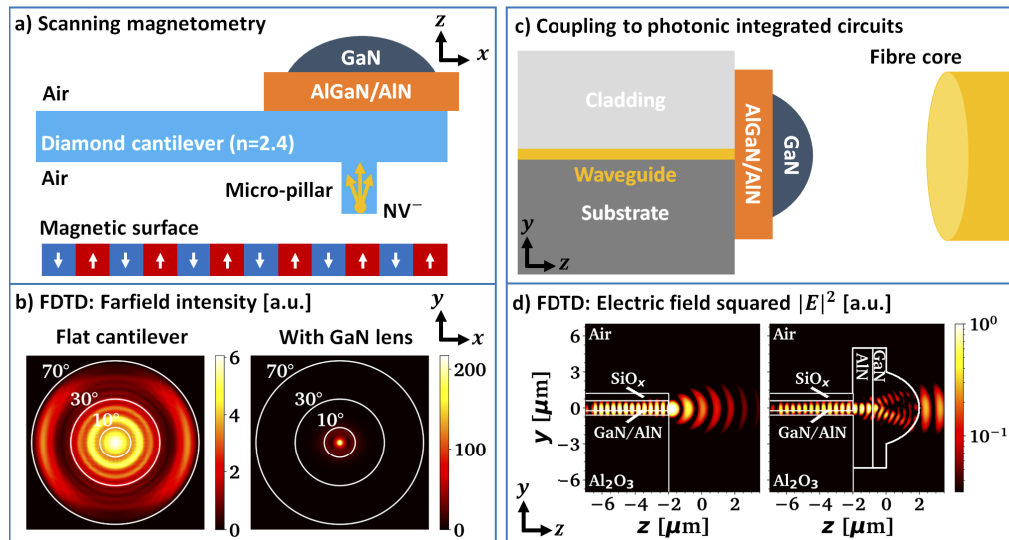 a) Scanning magnetometry
z
x
GaN
AlGaN/AlN
Air
Diamond cantilever (n=2.4)
Air
Micro-pillar
NV⁻
Magnetic surface
b) FDTD: Farfield intensity [a.u.]
y
x
Flat cantilever
With GaN lens
70°
30°
10°
6
4
2
0
70°
30°
10°
200
100
0
c) Coupling to photonic integrated circuits
Fibre core
Cladding
AlGaN/AlN
GaN
Waveguide
Substrate
y
z
d) FDTD: Electric field squared |E|² [a.u.]
6
3
0
−3
−6
y [μm]
Air
SiOₓ
GaN/AlN
Al₂O₃
−6 −4 −2 0 2
z [μm]
Air
AlN
GaN
SiOₓ
GaN/AlN
Al₂O₃
−6 −4 −2 0 2
z [μm]
10⁰
10⁻¹
y
z